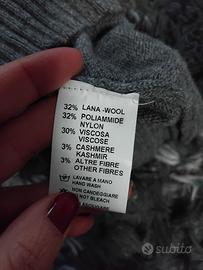 32% LANA -WOOL
32% POLIAMMIDE
NYLON
30% VISCOSA
VISCOSE
3% CASHMERE
KASHMIR
3% ALTRE FIBRE
OTHER FIBRES
LAVARE A MANO
HAND WASH
NON CANDEGGIARE
NOT BLEACH
subito